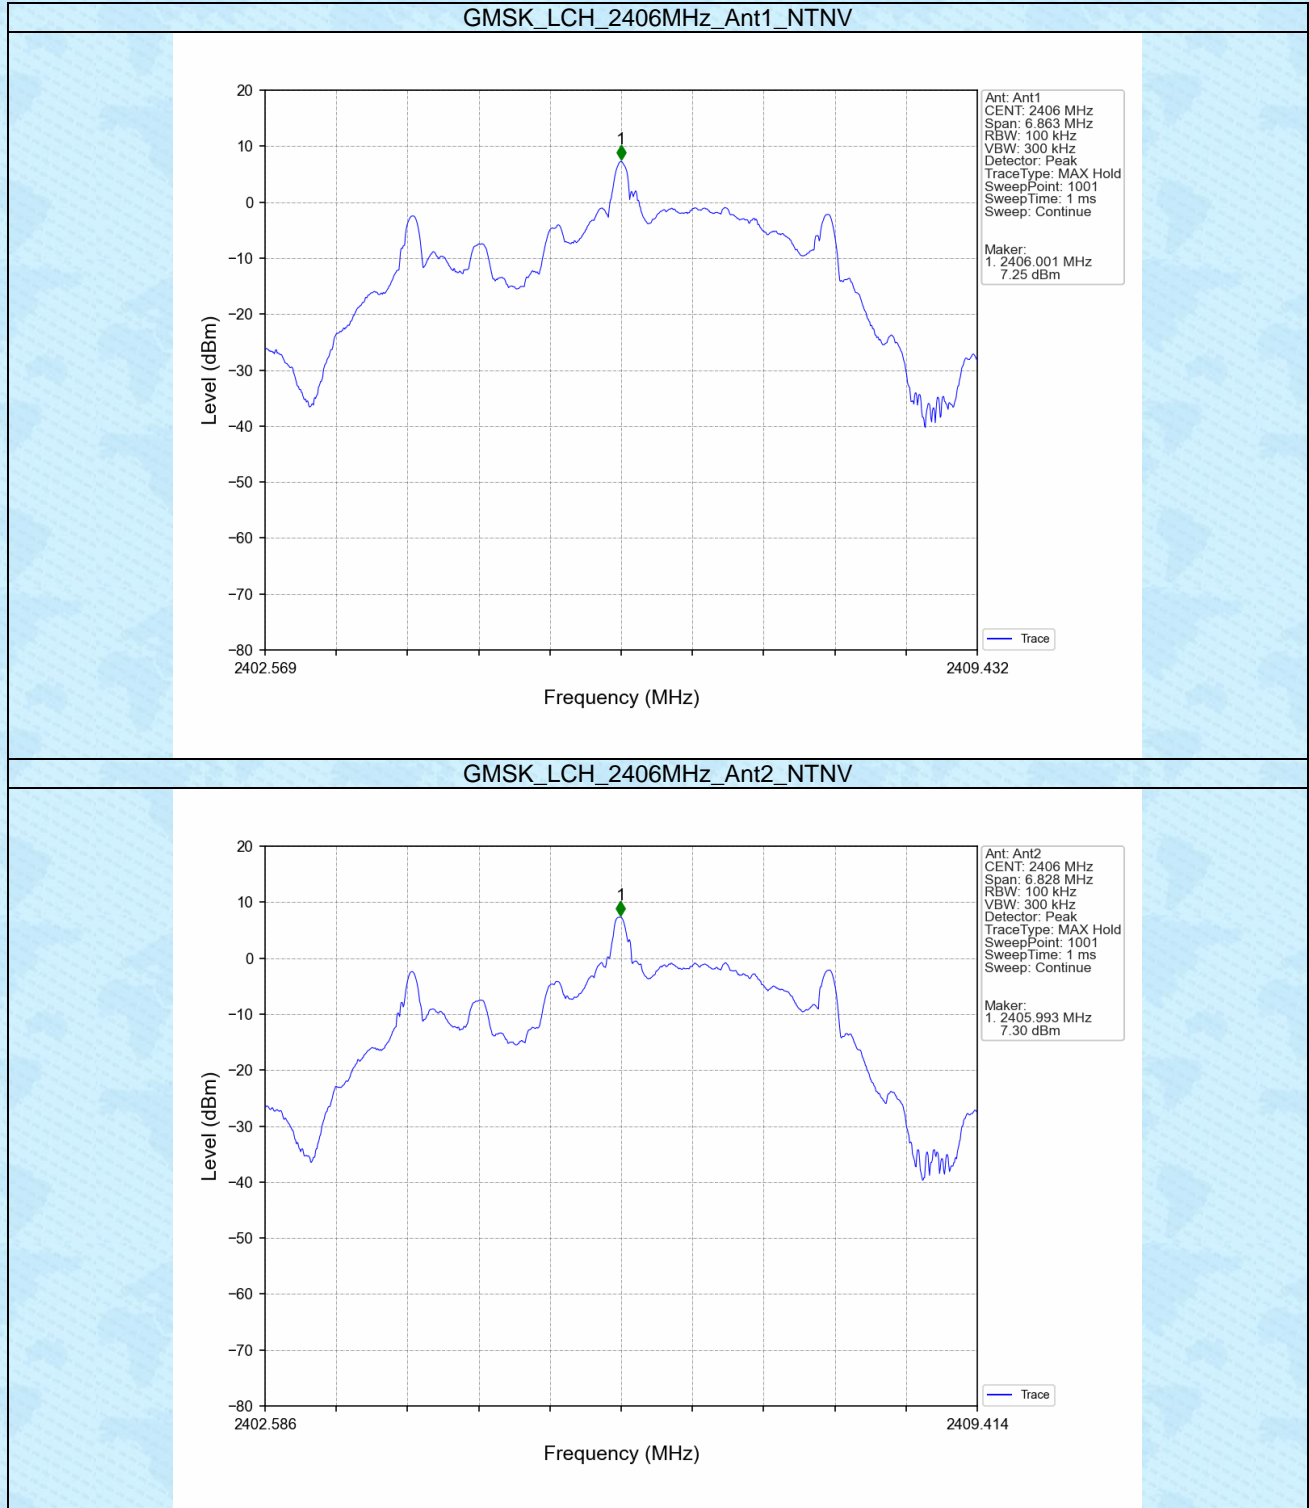 GMSK_LCH_2406MHz_Ant1_NTNV
20
10
0
−10
−20
−30
−40
−50
−60
−70
−80
Level (dBm)
1
2402.569
2409.432
Frequency (MHz)
Ant: Ant1
CENT: 2406 MHz
Span: 6.863 MHz
RBW: 100 kHz
VBW: 300 kHz
Detector: Peak
TraceType: MAX Hold
SweepPoint: 1001
SweepTime: 1 ms
Sweep: Continue
Maker:
1. 2406.001 MHz
7.25 dBm
Trace
GMSK_LCH_2406MHz_Ant2_NTNV
20
10
0
−10
−20
−30
−40
−50
−60
−70
−80
Level (dBm)
1
2402.586
2409.414
Frequency (MHz)
Ant: Ant2
CENT: 2406 MHz
Span: 6.828 MHz
RBW: 100 kHz
VBW: 300 kHz
Detector: Peak
TraceType: MAX Hold
SweepPoint: 1001
SweepTime: 1 ms
Sweep: Continue
Maker:
1. 2405.993 MHz
7.30 dBm
Trace